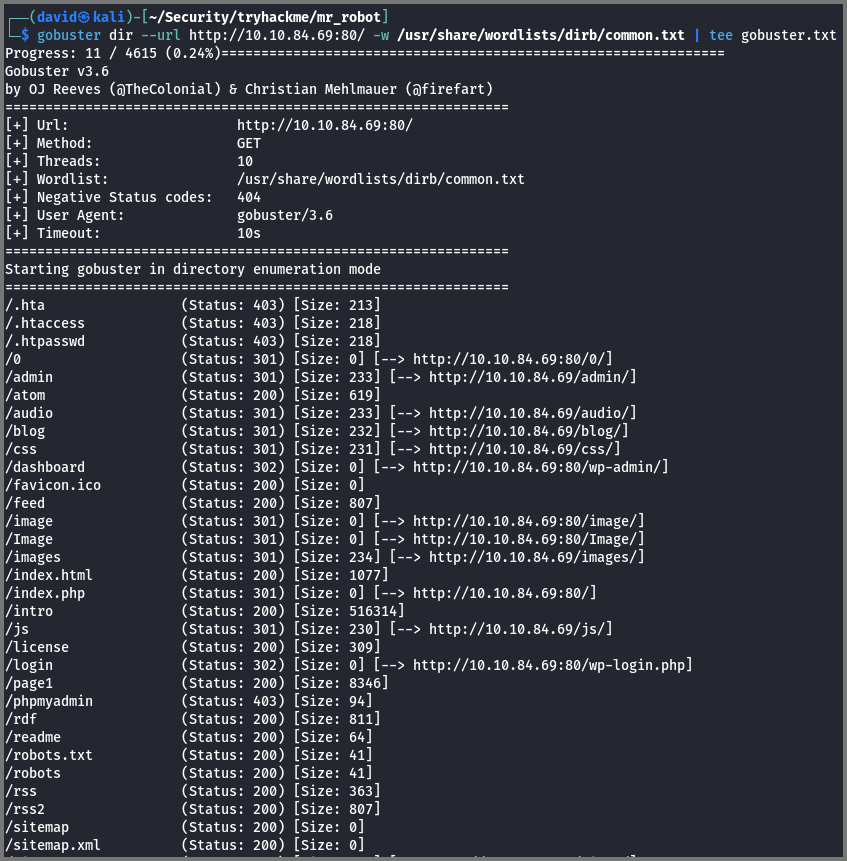 ┌──(david㉿kali)-[~/Security/tryhackme/mr_robot]
└─$ gobuster dir --url http://10.10.84.69:80/ -w /usr/share/wordlists/dirb/common.txt | tee gobuster.txt
Progress: 11 / 4615 (0.24%)===============================================================
Gobuster v3.6
by OJ Reeves (@TheColonial) & Christian Mehlmauer (@firefart)
===============================================================
[+] Url:                     http://10.10.84.69:80/
[+] Method:                  GET
[+] Threads:                 10
[+] Wordlist:                /usr/share/wordlists/dirb/common.txt
[+] Negative Status codes:   404
[+] User Agent:              gobuster/3.6
[+] Timeout:                 10s
===============================================================
Starting gobuster in directory enumeration mode
===============================================================
/.hta                 (Status: 403) [Size: 213]
/.htaccess            (Status: 403) [Size: 218]
/.htpasswd            (Status: 403) [Size: 218]
/0                    (Status: 301) [Size: 0] [--> http://10.10.84.69:80/0/]
/admin                (Status: 301) [Size: 233] [--> http://10.10.84.69/admin/]
/atom                 (Status: 200) [Size: 619]
/audio                (Status: 301) [Size: 233] [--> http://10.10.84.69/audio/]
/blog                 (Status: 301) [Size: 232] [--> http://10.10.84.69/blog/]
/css                  (Status: 301) [Size: 231] [--> http://10.10.84.69/css/]
/dashboard            (Status: 302) [Size: 0] [--> http://10.10.84.69:80/wp-admin/]
/favicon.ico          (Status: 200) [Size: 0]
/feed                 (Status: 200) [Size: 807]
/image                (Status: 301) [Size: 0] [--> http://10.10.84.69:80/image/]
/Image                (Status: 301) [Size: 0] [--> http://10.10.84.69:80/Image/]
/images               (Status: 301) [Size: 234] [--> http://10.10.84.69/images/]
/index.html           (Status: 200) [Size: 1077]
/index.php            (Status: 301) [Size: 0] [--> http://10.10.84.69:80/]
/intro                (Status: 200) [Size: 516314]
/js                   (Status: 301) [Size: 230] [--> http://10.10.84.69/js/]
/license              (Status: 200) [Size: 309]
/login                (Status: 302) [Size: 0] [--> http://10.10.84.69:80/wp-login.php]
/page1                (Status: 200) [Size: 8346]
/phpmyadmin           (Status: 403) [Size: 94]
/rdf                  (Status: 200) [Size: 811]
/readme               (Status: 200) [Size: 64]
/robots.txt           (Status: 200) [Size: 41]
/robots               (Status: 200) [Size: 41]
/rss                  (Status: 200) [Size: 363]
/rss2                 (Status: 200) [Size: 807]
/sitemap              (Status: 200) [Size: 0]
/sitemap.xml          (Status: 200) [Size: 0]